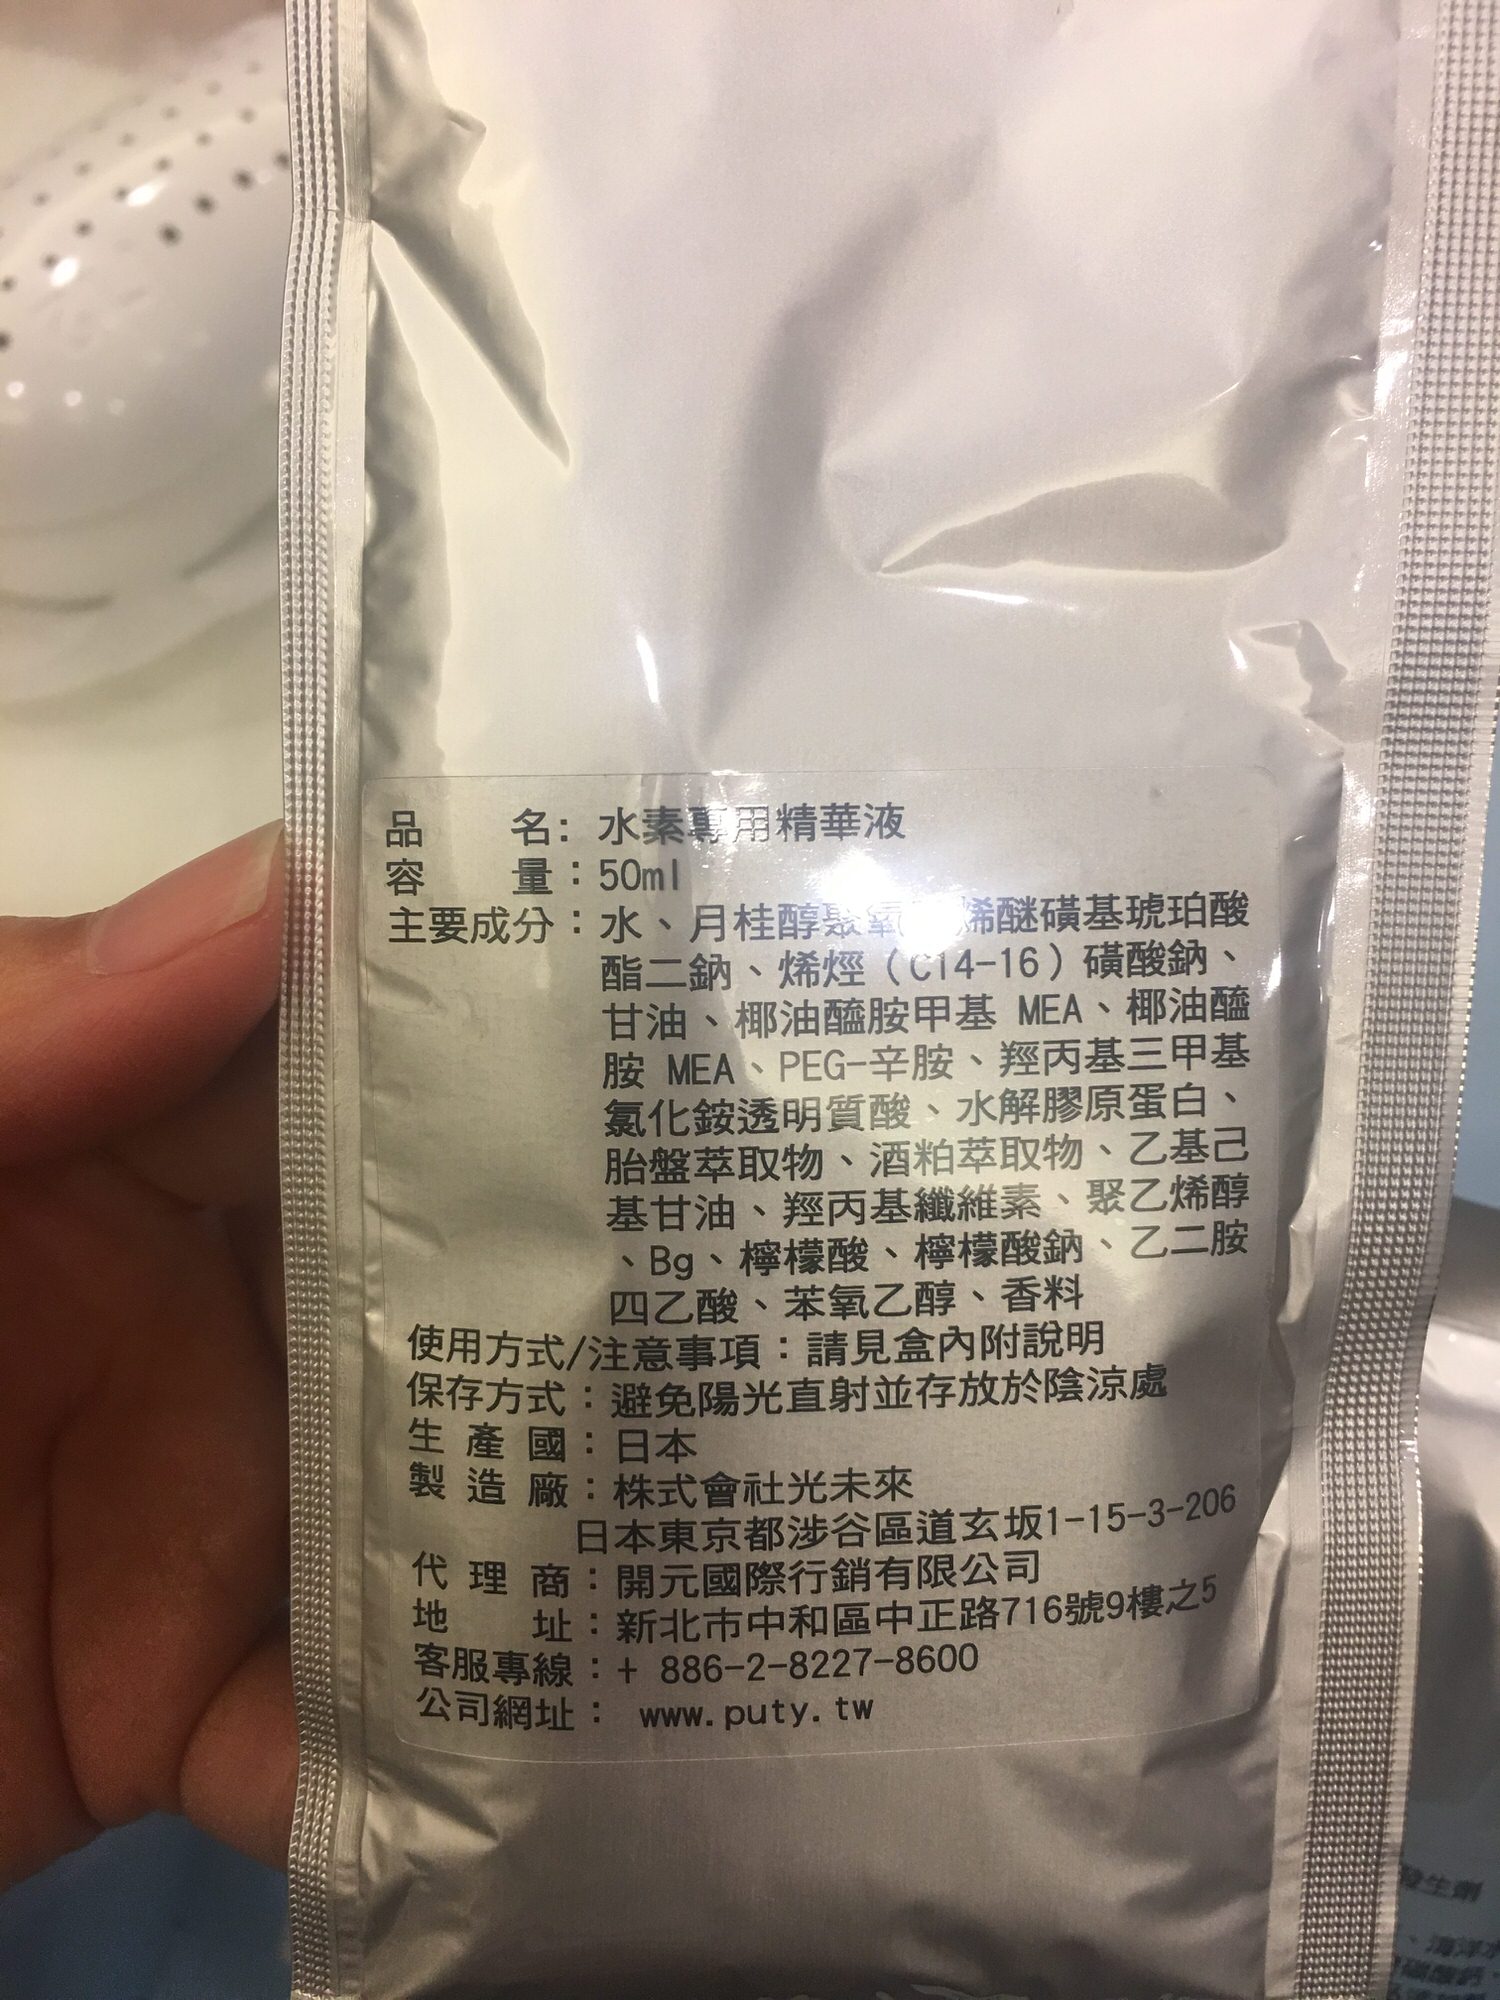 品　　名: 水素專用精華液
容　　量：50ml
主要成分：水、月桂醇聚氧烯醚磺基琥珀酸
酯二鈉、烯烴（C14-16）磺酸鈉、
甘油、椰油醯胺甲基 MEA、椰油醯
胺 MEA、PEG-辛胺、羥丙基三甲基
氯化銨透明質酸、水解膠原蛋白、
胎盤萃取物、酒粕萃取物、乙基己
基甘油、羥丙基纖維素、聚乙烯醇
、Bg、檸檬酸、檸檬酸鈉、乙二胺
四乙酸、苯氧乙醇、香料
使用方式/注意事項：請見盒內附說明
保存方式：避免陽光直射並存放於陰涼處
生 產 國：日本
製 造 廠：株式會社光未來
日本東京都涉谷區道玄坂1-15-3-206
代 理 商：開元國際行銷有限公司
地　　址：新北市中和區中正路716號9樓之5
客服專線：+ 886-2-8227-8600
公司網址： www.puty.tw
發生劑
、海洋水